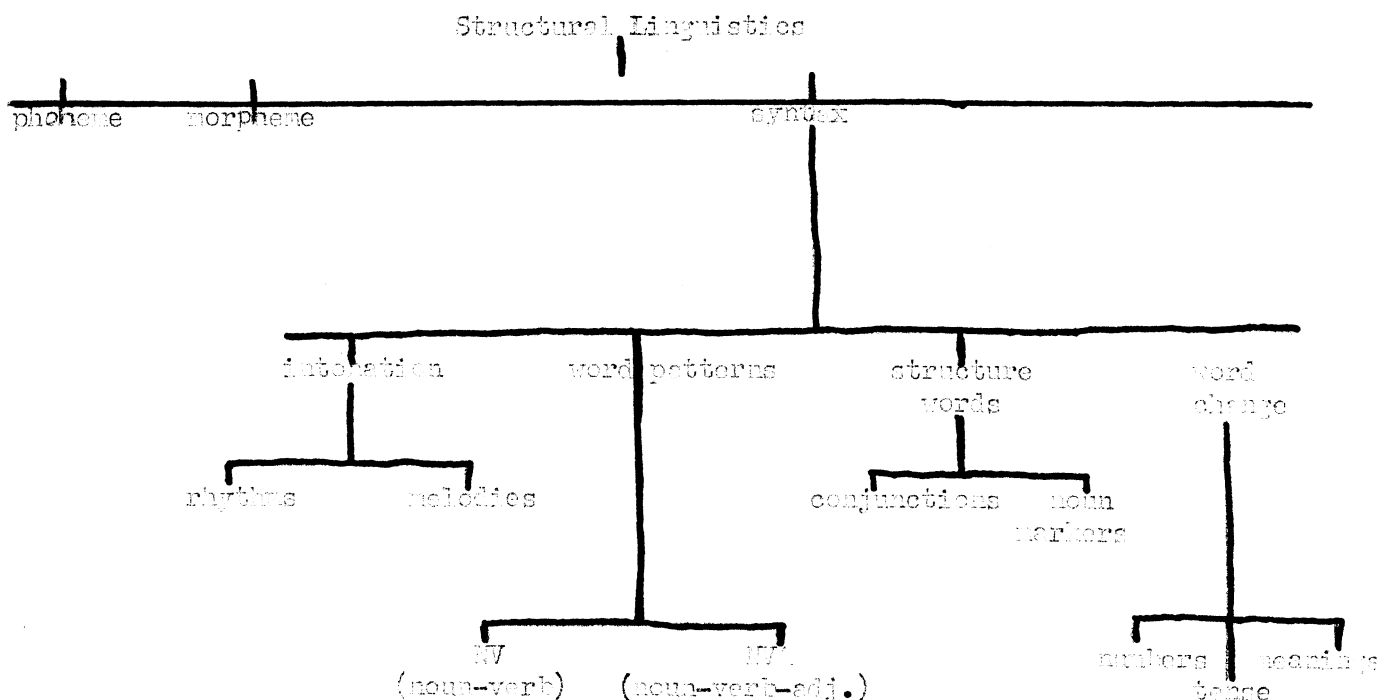 Structural Linguistics
phoneme morpheme syntax
intonation word patterns structure word
words change
rhythms melodies conjunctions noun
markers
NV
numbers meanings
(noun-verb) (noun-verb-adj.) tense